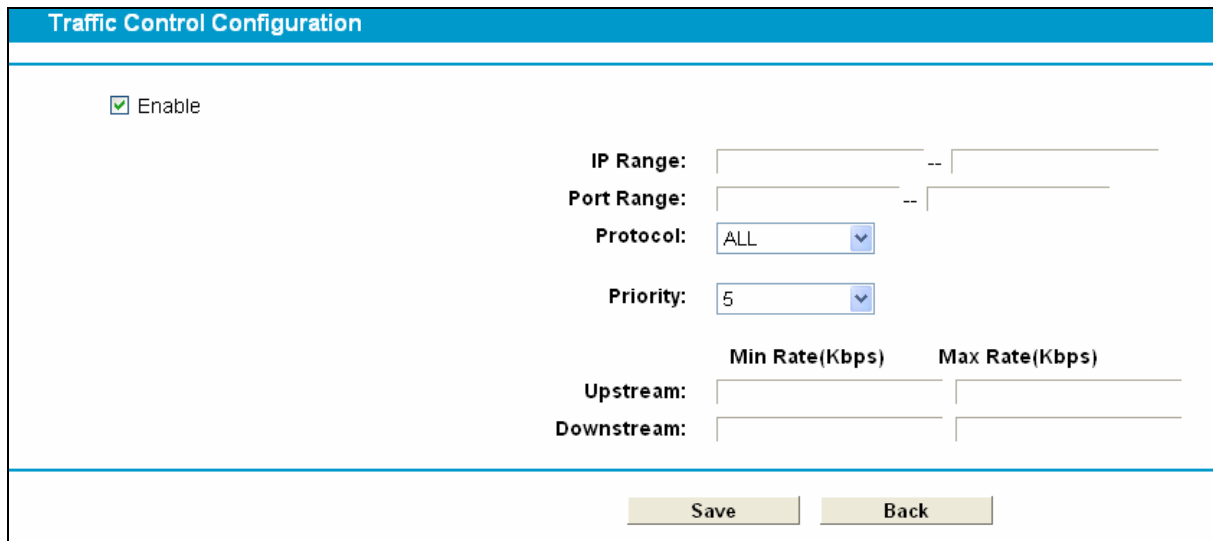 Traffic Control Configuration
Enable
IP Range: --
Port Range: --
Protocol: ALL
Priority: 5
Min Rate(Kbps) Max Rate(Kbps)
Upstream:
Downstream:
Save Back